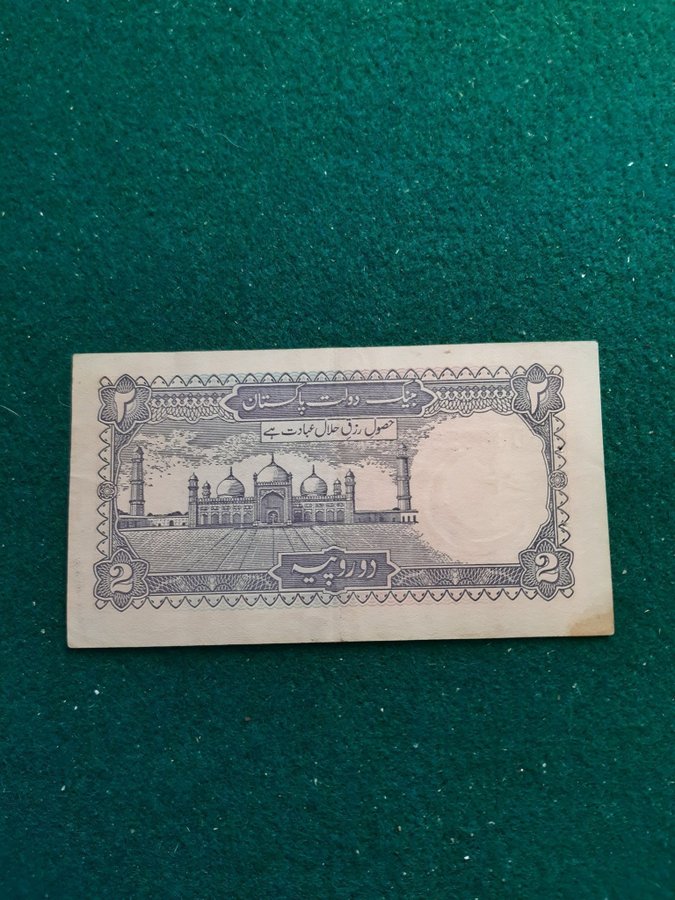 بینک دولت پاکستان
۲
۲
حصول رزق حلال عبادت ہے
2
دو روپیہ
2